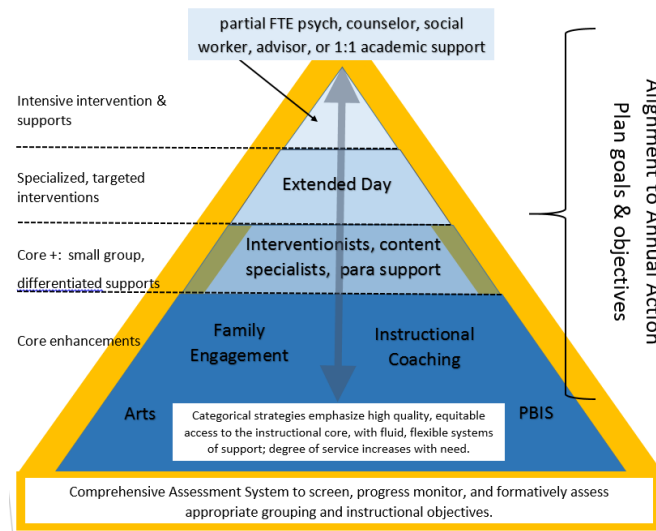 partial FTE psych, counselor, social
worker, advisor, or 1:1 academic support
Intensive intervention &
supports
Specialized, targeted
interventions
Extended Day
Core +: small group,
differentiated supports
Interventionists, content
specialists, para support
Core enhancements
Family
Engagement
Instructional
Coaching
Arts
PBIS
Categorical strategies emphasize high quality, equitable
access to the instructional core, with fluid, flexible systems
of support; degree of service increases with need.
Comprehensive Assessment System to screen, progress monitor, and formatively assess
appropriate grouping and instructional objectives.
Alignment to Annual Action
Plan goals & objectives